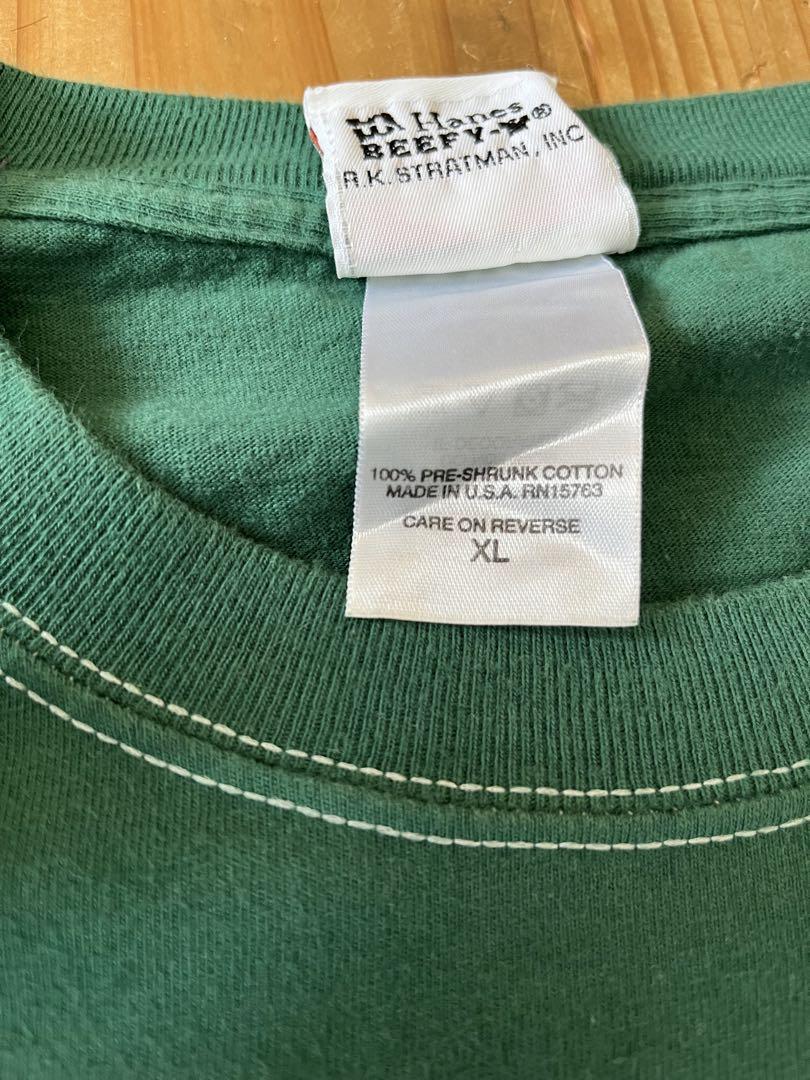 Hanes
BEEFY-T®
R.K. STRATMAN, INC
100% PRE-SHRUNK COTTON
MADE IN U.S.A. RN15763
CARE ON REVERSE
XL